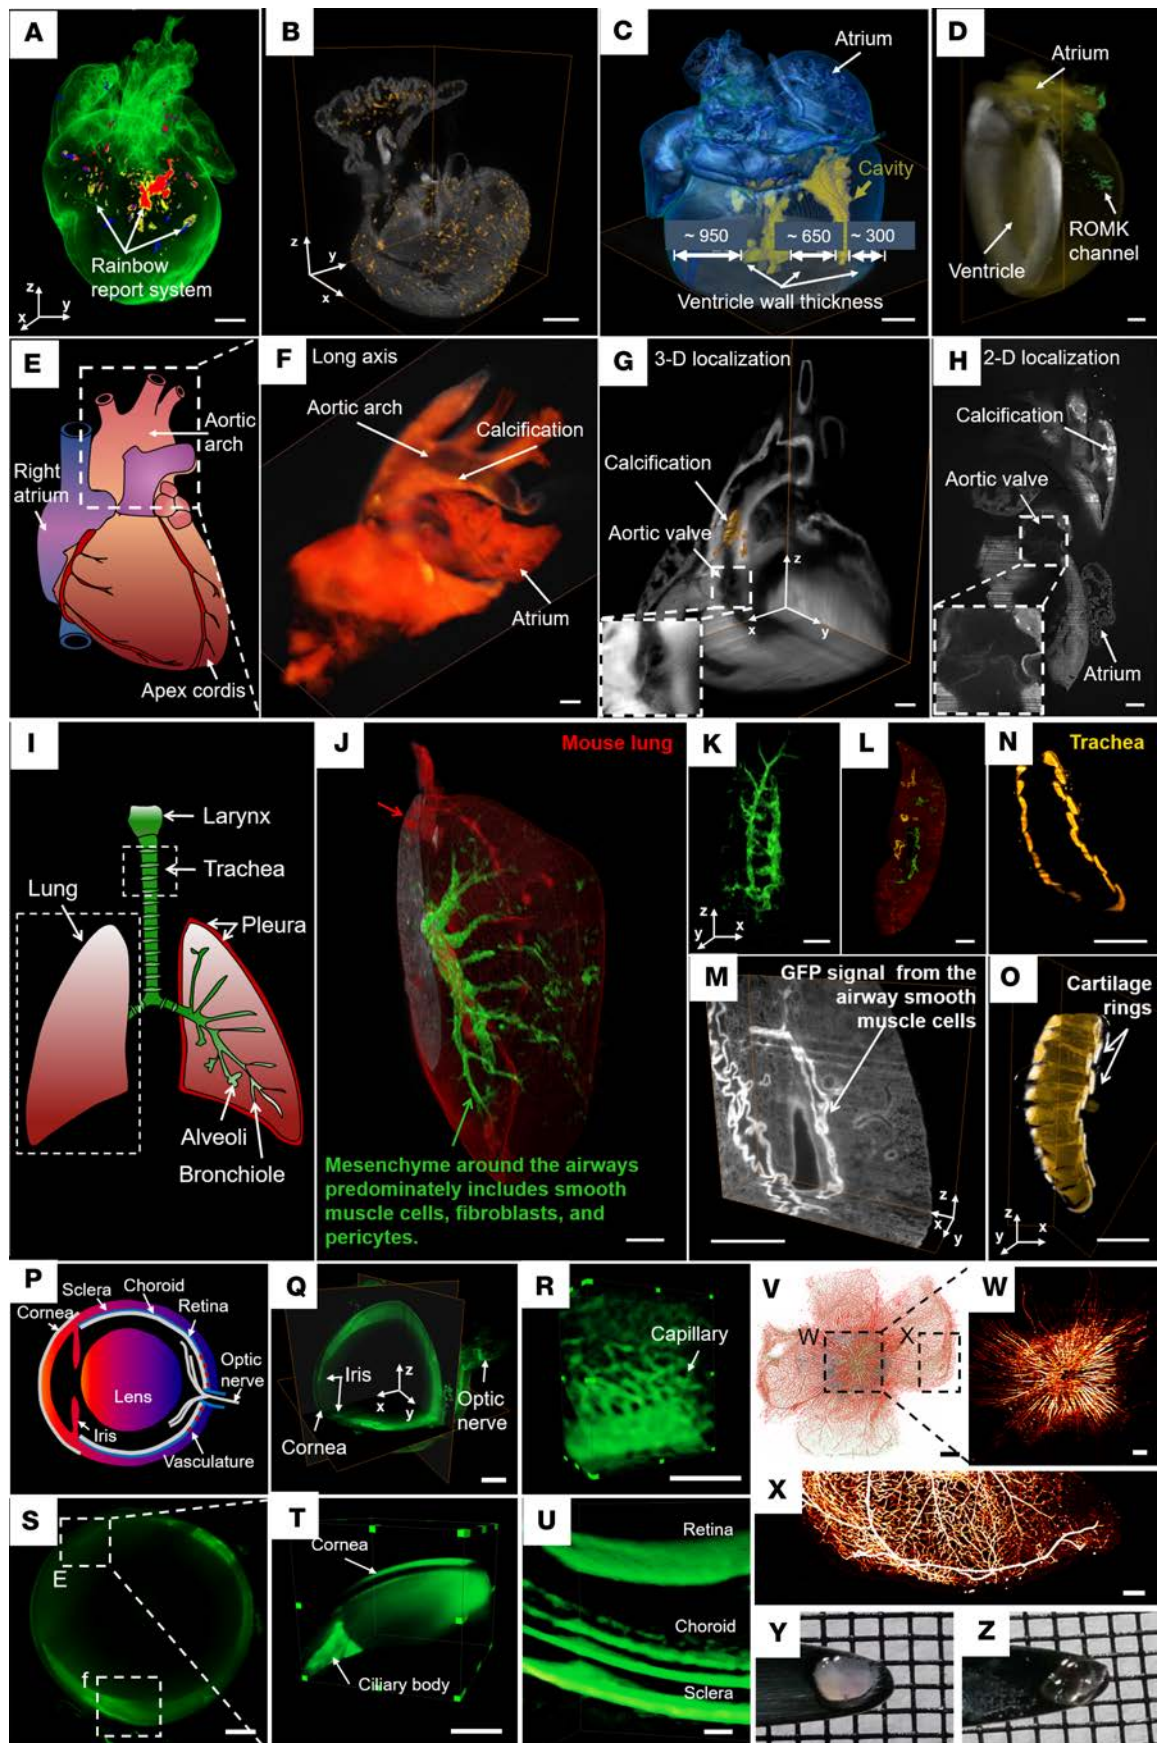 A
Rainbow
report system
z
y
x
B
z
y
x
C
Atrium
Cavity
~ 950
~ 650
~ 300
Ventricle wall thickness
D
Atrium
ROMK
channel
Ventricle
E
Aortic
arch
Right
atrium
Apex cordis
F
Long axis
Aortic arch
Calcification
Atrium
G
3-D localization
Calcification
Aortic valve
z
x
y
H
2-D localization
Calcification
Aortic valve
Atrium
I
Larynx
Trachea
Lung
Pleura
Alveoli
Bronchiole
J
Mouse lung
Mesenchyme around the airways
predominately includes smooth
muscle cells, fibroblasts, and
pericytes.
K
z
x
y
L
N
Trachea
M
GFP signal from the
airway smooth
muscle cells
z
x
y
O
Cartilage
rings
z
x
y
P
Sclera
Choroid
Cornea
Retina
Optic
nerve
Lens
Iris
Vasculature
Q
Iris
z
x
y
Optic
nerve
Cornea
R
Capillary
V
W
X
W
S
E
f
T
Cornea
Ciliary body
U
Retina
Choroid
Sclera
X
Y
Z